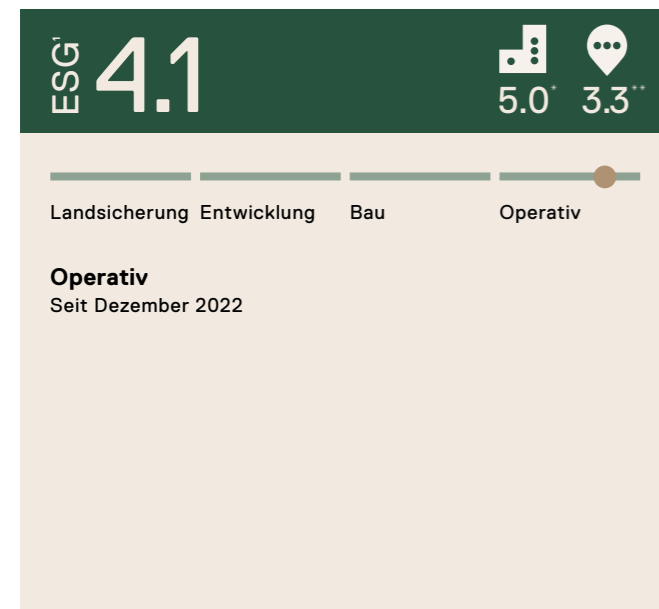 ESG¹ 4.1
5.0* 3.3**
Landsicherung Entwicklung Bau Operativ
Operativ
Seit Dezember 2022